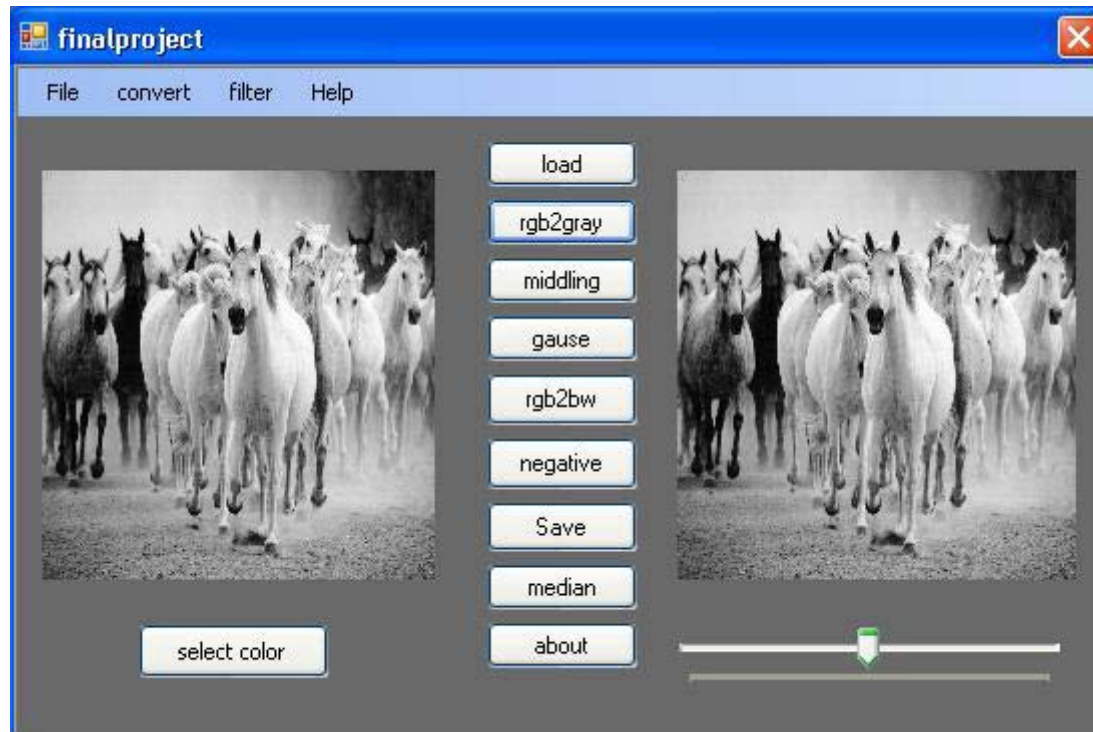 finalproject
File convert filter Help
load
rgb2gray
middling
gause
rgb2bw
negative
Save
median
about
select color